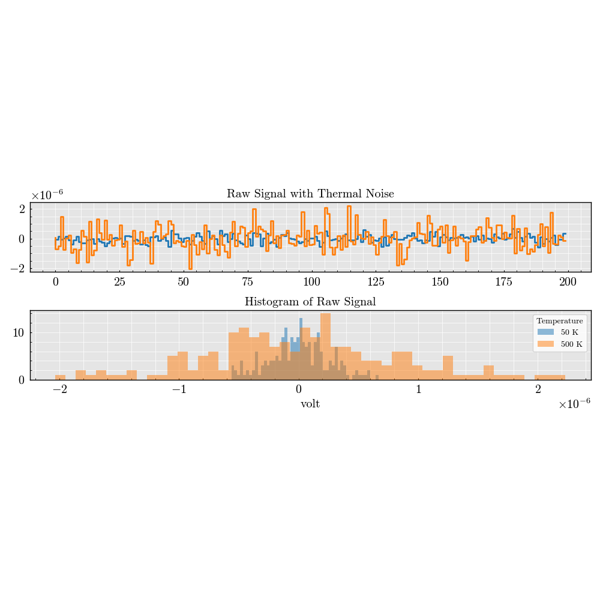 Raw Signal with Thermal Noise
×10⁻⁶
2
0
−2
0 25 50 75 100 125 150 175 200
Histogram of Raw Signal
10
0
Temperature
50 K
500 K
−2 −1 0 1 2
volt
×10⁻⁶